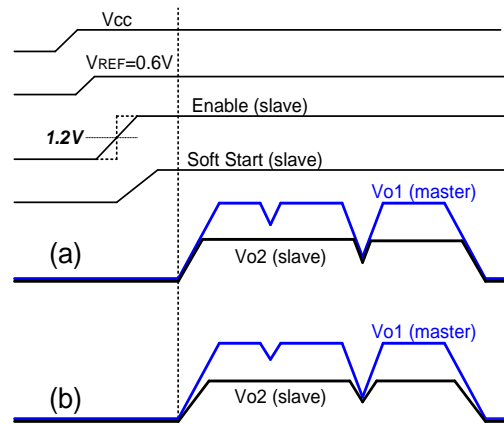 Vcc
VREF=0.6V
Enable (slave)
1.2V
Soft Start (slave)
Vo1 (master)
(a)
Vo2 (slave)
Vo1 (master)
(b)
Vo2 (slave)